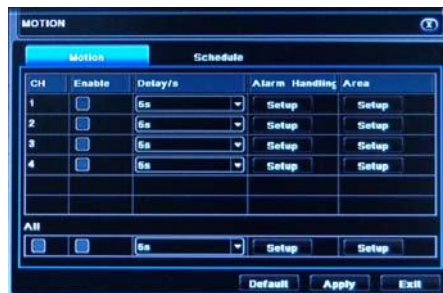 MOTION
Motion Schedule
CH Enable Delay/s Alarm Handling Area
1 5s Setup Setup
2 5s Setup Setup
3 5s Setup Setup
4 5s Setup Setup
All
5s Setup Setup
Default Apply Exit